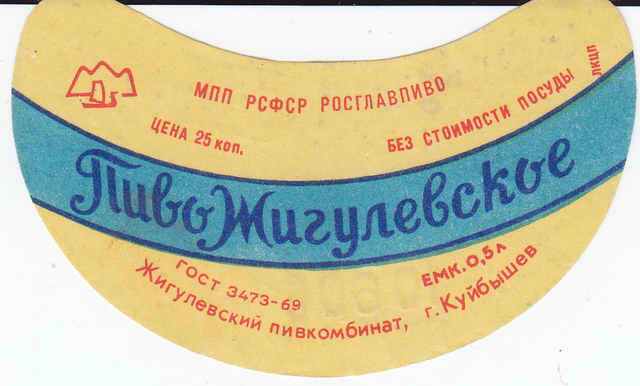 МПП РСФСР РОСГЛАВПИВО
ЛКЦП
ЦЕНА 25 коп.
БЕЗ СТОИМОСТИ ПОСУДЫ
Пиво Жигулевское
ГОСТ 3473-69
ЕМК. 0,5 л
Жигулевский пивкомбинат, г. Куйбышев